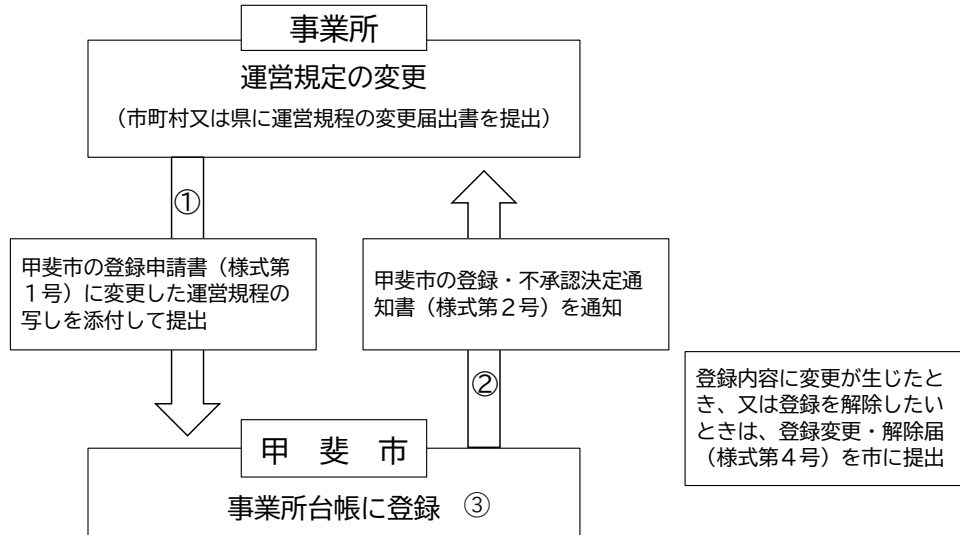 事業所
運営規定の変更
（市町村又は県に運営規程の変更届出書を提出）
①
甲斐市の登録申請書（様式第
１号）に変更した運営規程の
写しを添付して提出
甲斐市の登録・不承認決定通
知書（様式第２号）を通知
②
登録内容に変更が生じたと
き、又は登録を解除したい
ときは、登録変更・解除届
（様式第４号）を市に提出
甲　斐　市
事業所台帳に登録　③